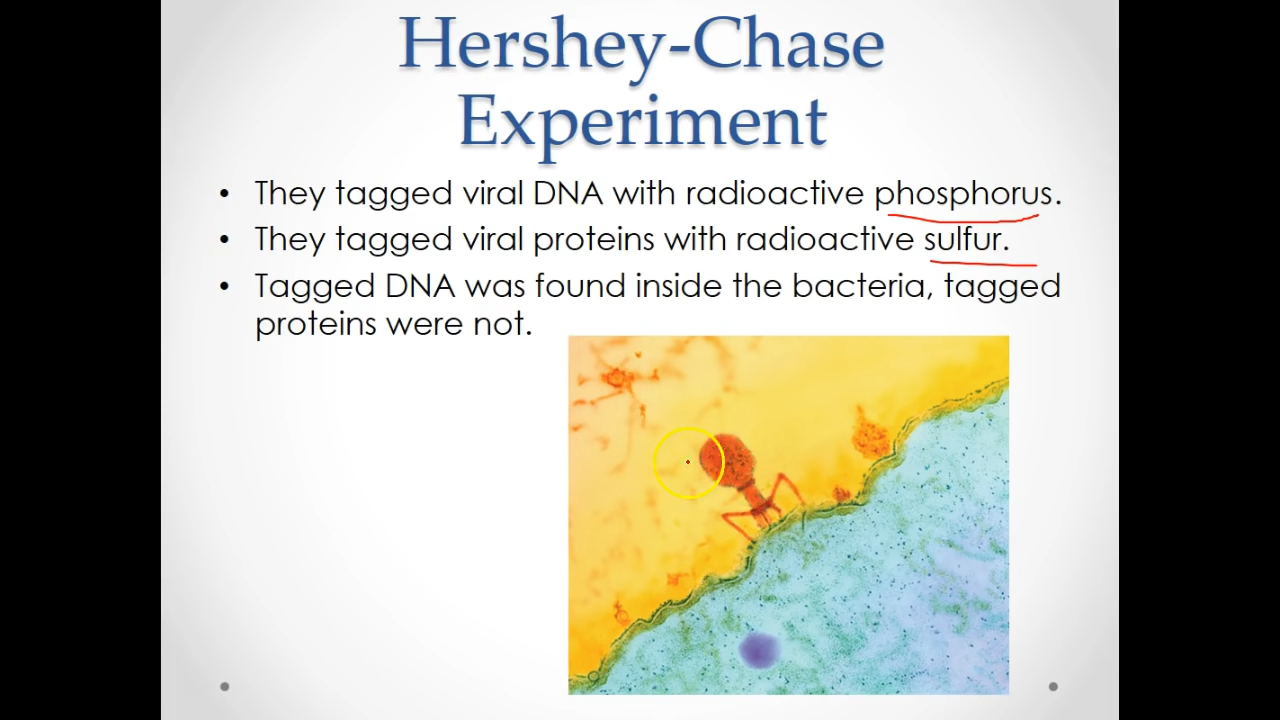 Hershey-Chase
Experiment
• They tagged viral DNA with radioactive phosphorus.
• They tagged viral proteins with radioactive sulfur.
• Tagged DNA was found inside the bacteria, tagged
proteins were not.